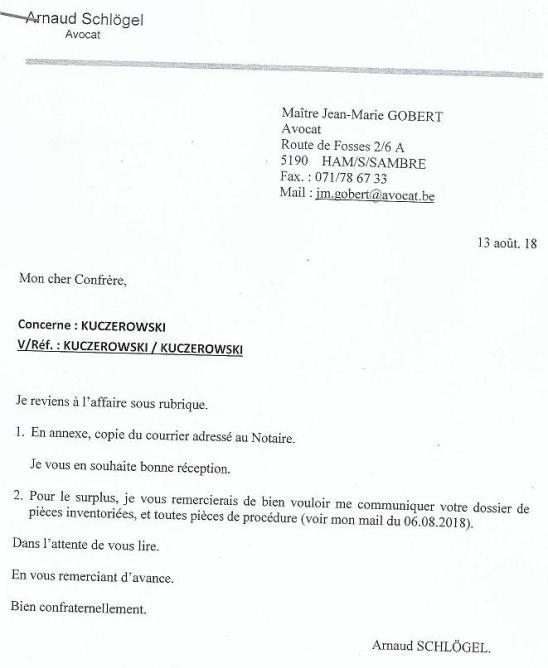 Arnaud Schlögel
Avocat
Maître Jean-Marie GOBERT
Avocat
Route de Fosses 2/6 A
5190 HAM/S/SAMBRE
Fax. : 071/78 67 33
Mail : jm.gobert@avocat.be
13 août. 18
Mon cher Confrère,
Concerne : KUCZEROWSKI
V/Réf. : KUCZEROWSKI / KUCZEROWSKI
Je reviens à l'affaire sous rubrique.
1. En annexe, copie du courrier adressé au Notaire.
Je vous en souhaite bonne réception.
2. Pour le surplus, je vous remercierais de bien vouloir me communiquer votre dossier de
pièces inventoriées, et toutes pièces de procédure (voir mon mail du 06.08.2018).
Dans l'attente de vous lire.
En vous remerciant d'avance.
Bien confraternellement.
Arnaud SCHLÖGEL.